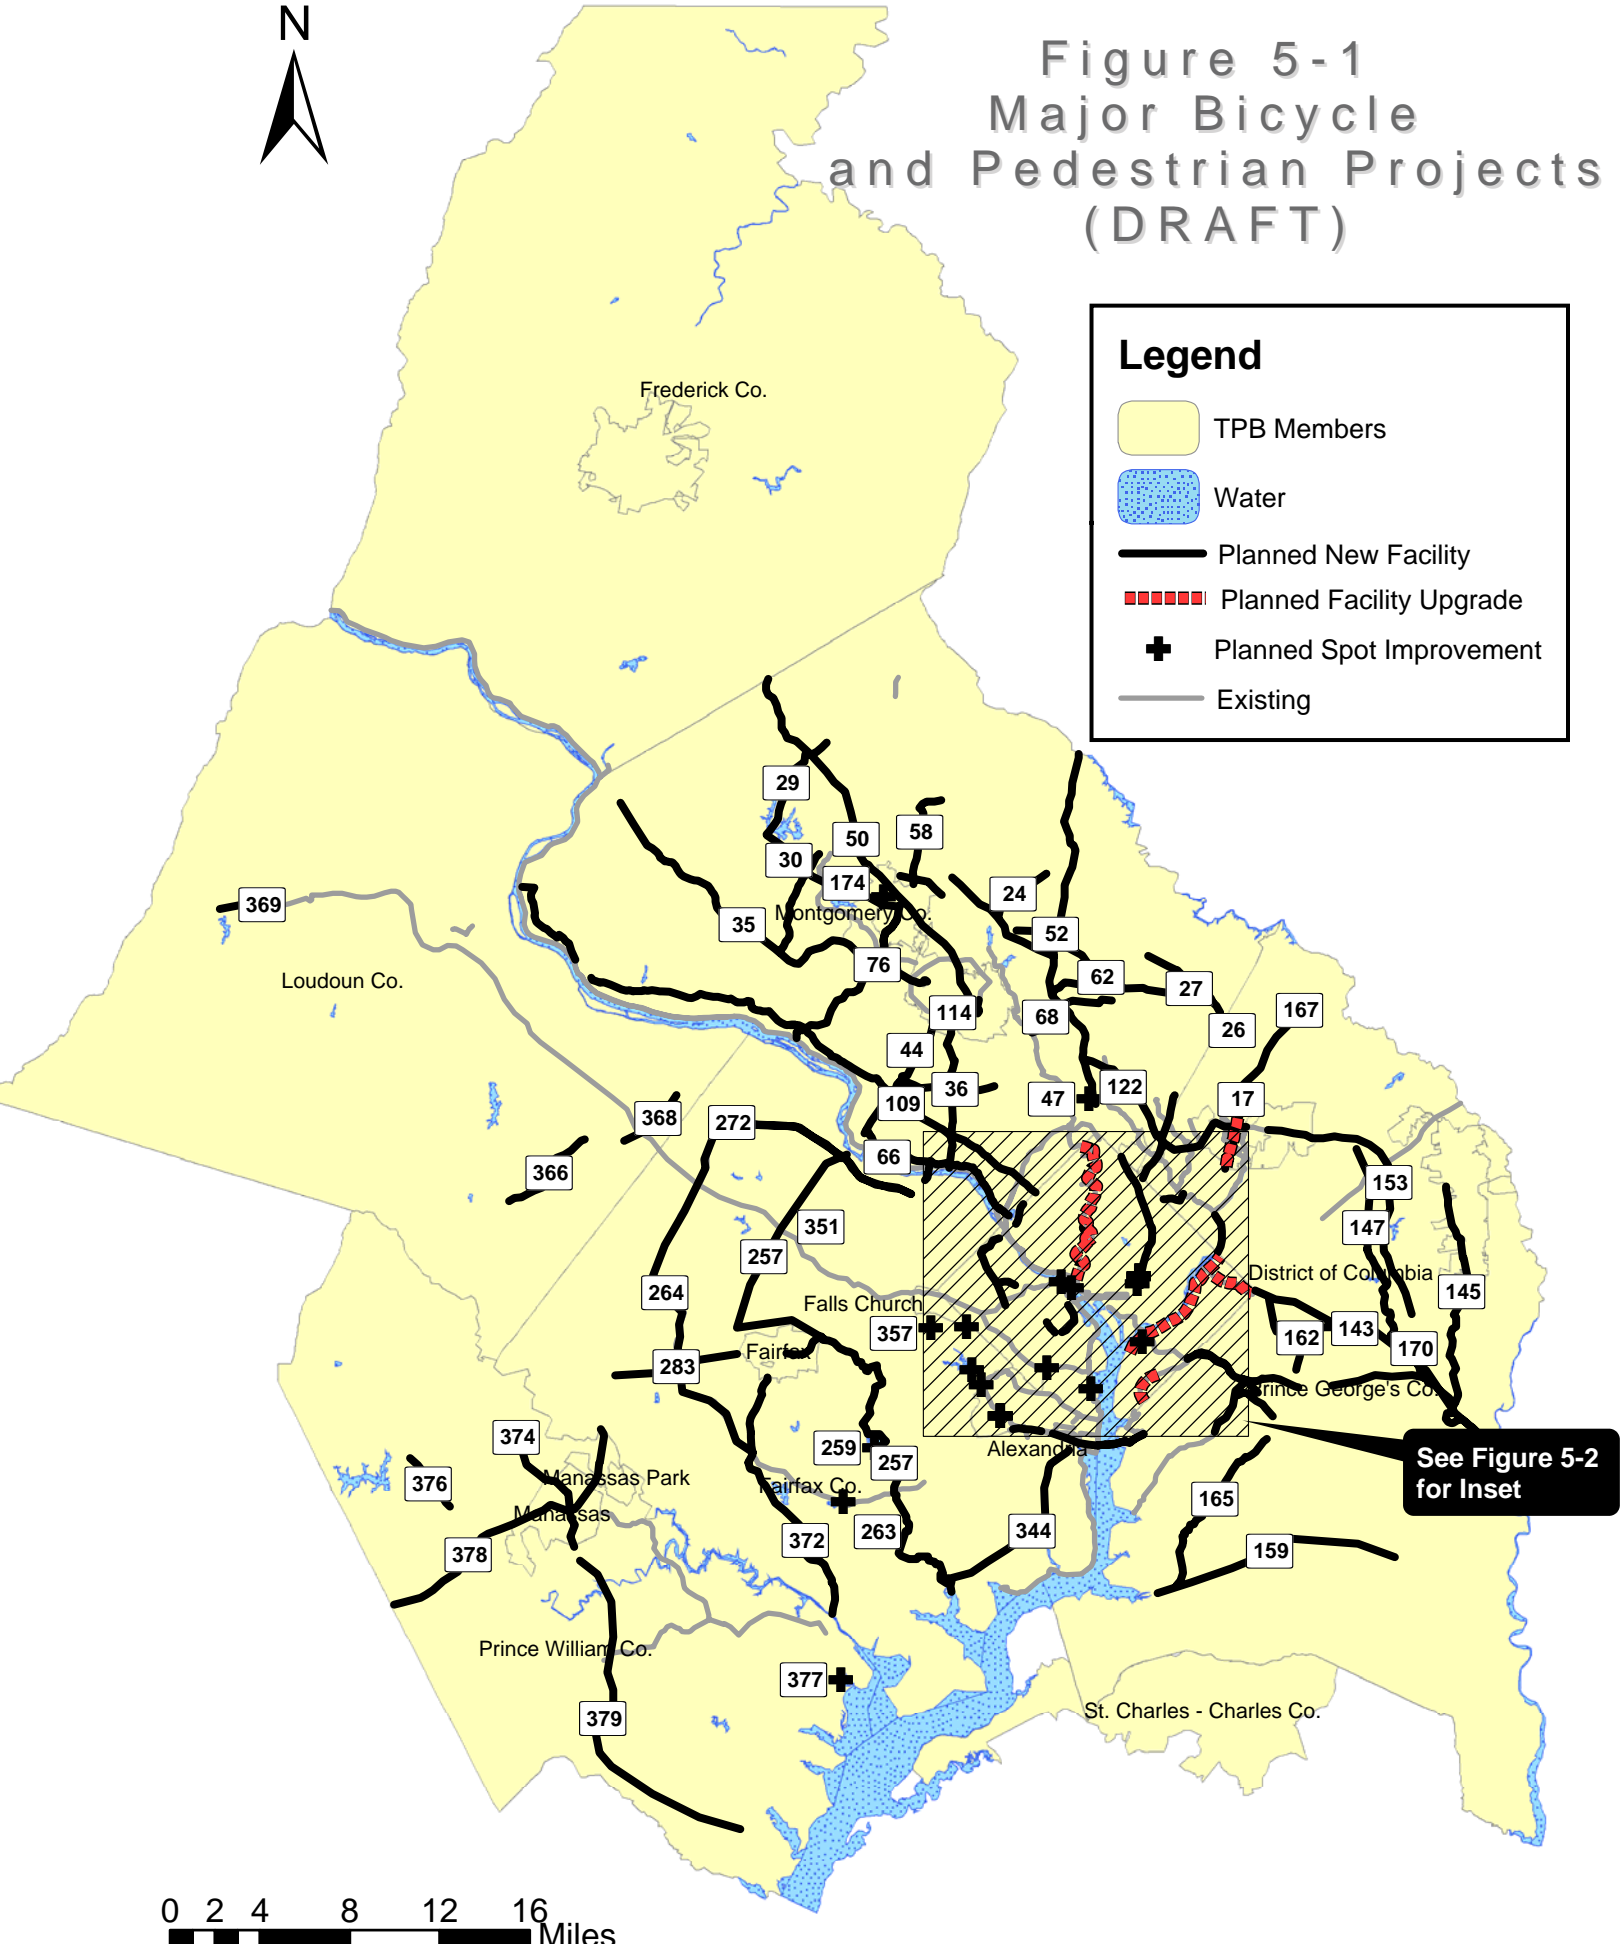 N
Figure 5-1
Major Bicycle
and Pedestrian Projects
(DRAFT)
Legend
TPB Members
Water
Planned New Facility
Planned Facility Upgrade
Planned Spot Improvement
Existing
Frederick Co.
29
50
58
30
174
24
369
35
Montgomery Co.
52
76
62
Loudoun Co.
27
114
68
167
26
44
36
47
122
109
17
368
272
66
366
153
351
147
257
District of Columbia
264
145
Falls Church
357
143
162
170
Fairfax
283
Prince George's Co.
374
259
Alexandria
257
See Figure 5-2
for Inset
376
Manassas Park
Fairfax Co.
165
Manassas
263
344
372
378
159
Prince William Co.
377
St. Charles - Charles Co.
379
0 2 4 8 12 16
Miles